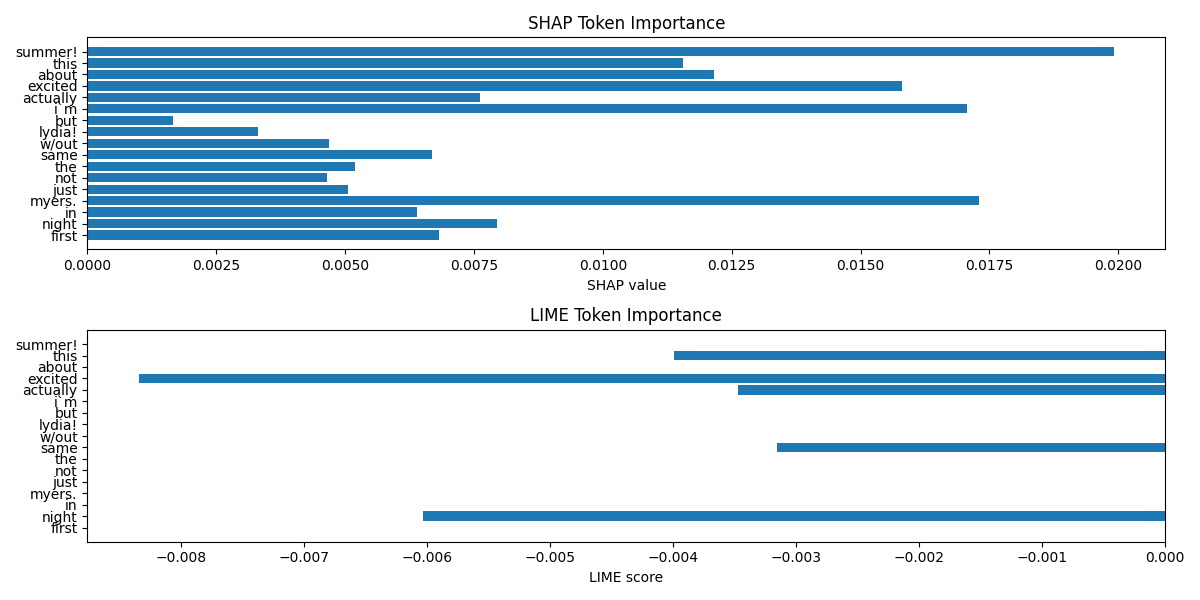 SHAP Token Importance
summer!
this
about
excited
actually
i`m
but
lydia!
w/out
same
the
not
just
myers.
in
night
first
0.0000 0.0025 0.0050 0.0075 0.0100 0.0125 0.0150 0.0175 0.0200
SHAP value
LIME Token Importance
summer!
this
about
excited
actually
i`m
but
lydia!
w/out
same
the
not
just
myers.
in
night
first
−0.008 −0.007 −0.006 −0.005 −0.004 −0.003 −0.002 −0.001 0.000
LIME score